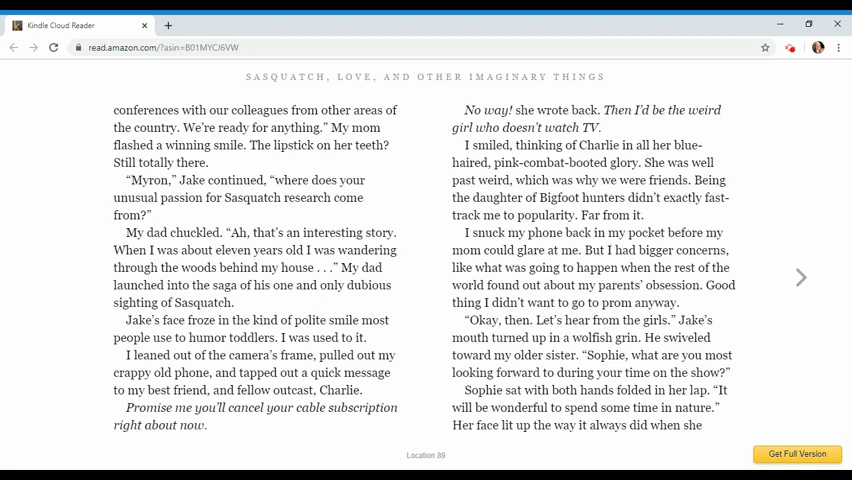 Kindle Cloud Reader
read.amazon.com/?asin=B01MYCJ6VW
SASQUATCH, LOVE, AND OTHER IMAGINARY THINGS
conferences with our colleagues from other areas of
the country. We're ready for anything.” My mom
flashed a winning smile. The lipstick on her teeth?
Still totally there.
“Myron,” Jake continued, “where does your
unusual passion for Sasquatch research come
from?”
My dad chuckled. “Ah, that's an interesting story.
When I was about eleven years old I was wandering
through the woods behind my house . . .” My dad
launched into the saga of his one and only dubious
sighting of Sasquatch.
Jake's face froze in the kind of polite smile most
people use to humor toddlers. I was used to it.
I leaned out of the camera's frame, pulled out my
crappy old phone, and tapped out a quick message
to my best friend, and fellow outcast, Charlie.
Promise me you'll cancel your cable subscription
right about now.
No way! she wrote back. Then I'd be the weird
girl who doesn't watch TV.
I smiled, thinking of Charlie in all her blue-
haired, pink-combat-booted glory. She was well
past weird, which was why we were friends. Being
the daughter of Bigfoot hunters didn't exactly fast-
track me to popularity. Far from it.
I snuck my phone back in my pocket before my
mom could glare at me. But I had bigger concerns,
like what was going to happen when the rest of the
world found out about my parents' obsession. Good
thing I didn't want to go to prom anyway.
“Okay, then. Let's hear from the girls.” Jake's
mouth turned up in a wolfish grin. He swiveled
toward my older sister. “Sophie, what are you most
looking forward to during your time on the show?”
Sophie sat with both hands folded in her lap. “It
will be wonderful to spend some time in nature.”
Her face lit up the way it always did when she
Location 89
Get Full Version